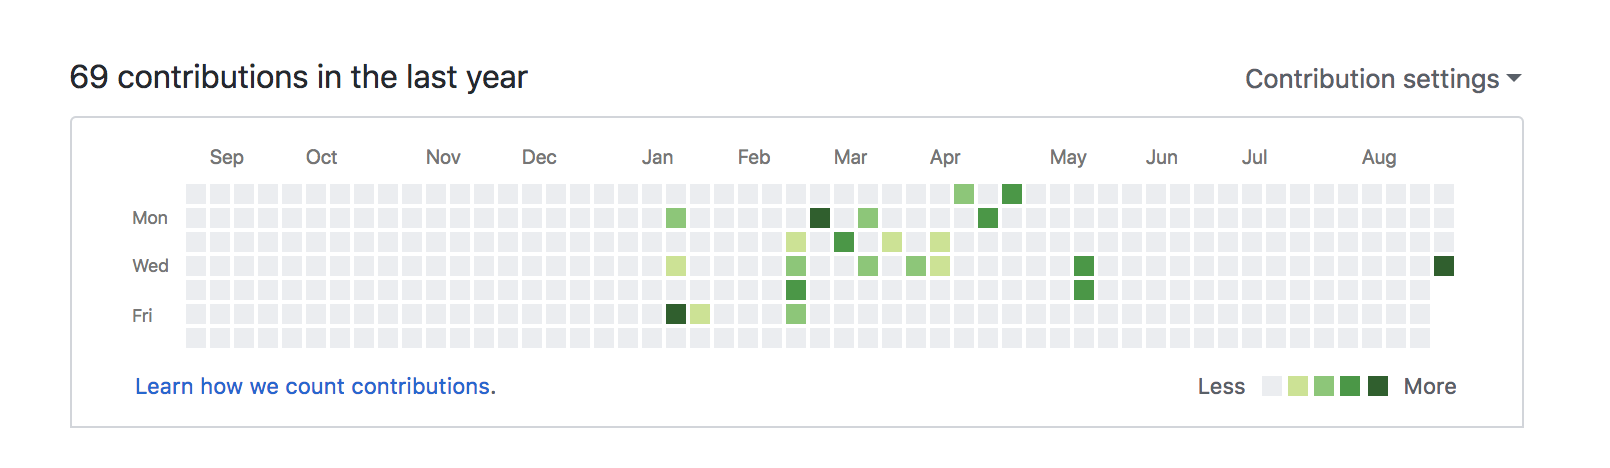 69 contributions in the last year
Contribution settings
Sep Oct Nov Dec Jan Feb Mar Apr May Jun Jul Aug
Mon
Wed
Fri
Learn how we count contributions.
Less More